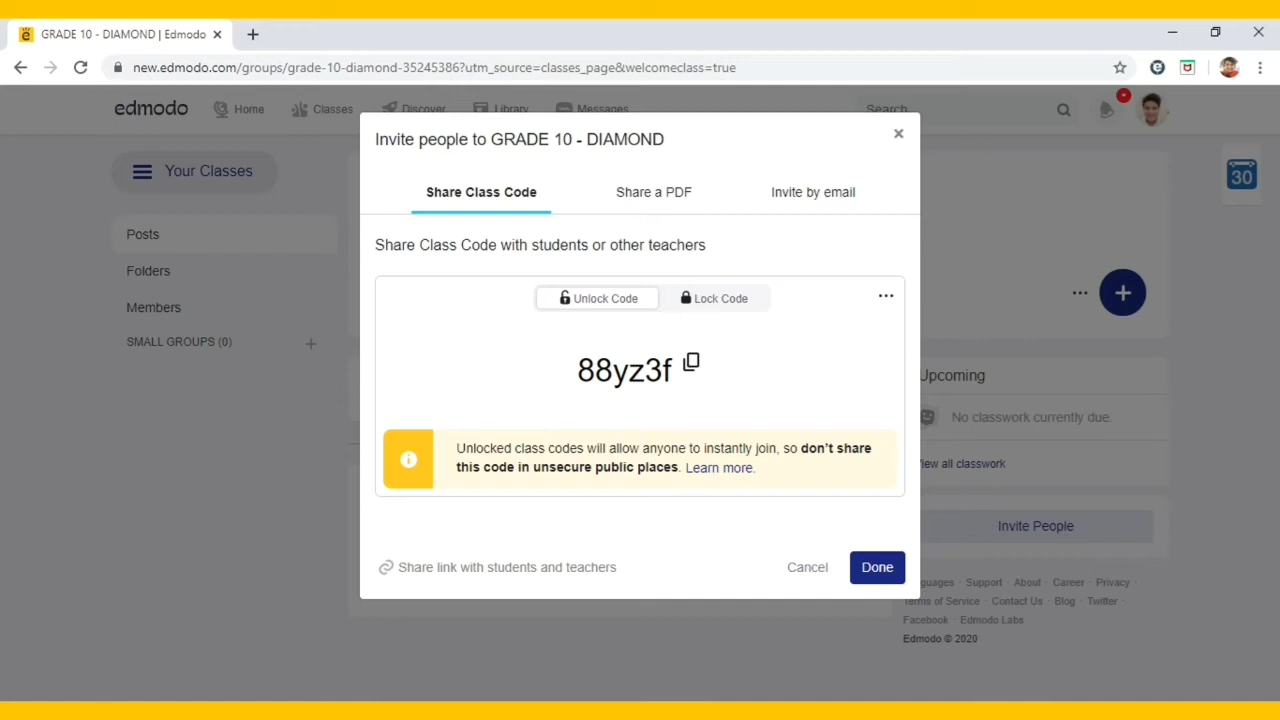 GRADE 10 - DIAMOND | Edmodo
new.edmodo.com/groups/grade-10-diamond-35245386?utm_source=classes_page&welcomeclass=true
edmodo
Home
Classes
Discover
Library
Messages
Search
Invite people to GRADE 10 - DIAMOND
Your Classes
30
Share Class Code
Share a PDF
Invite by email
Posts
Share Class Code with students or other teachers
Folders
Members
Unlock Code
Lock Code
SMALL GROUPS (0)
88yz3f
Upcoming
No classwork currently due.
Unlocked class codes will allow anyone to instantly join, so don't share
this code in unsecure public places. Learn more.
View all classwork
Invite People
Share link with students and teachers
Cancel
Done
Support · About · Career · Privacy ·
Terms of Service · Contact Us · Blog · Twitter ·
Facebook · Edmodo Labs
Edmodo © 2020